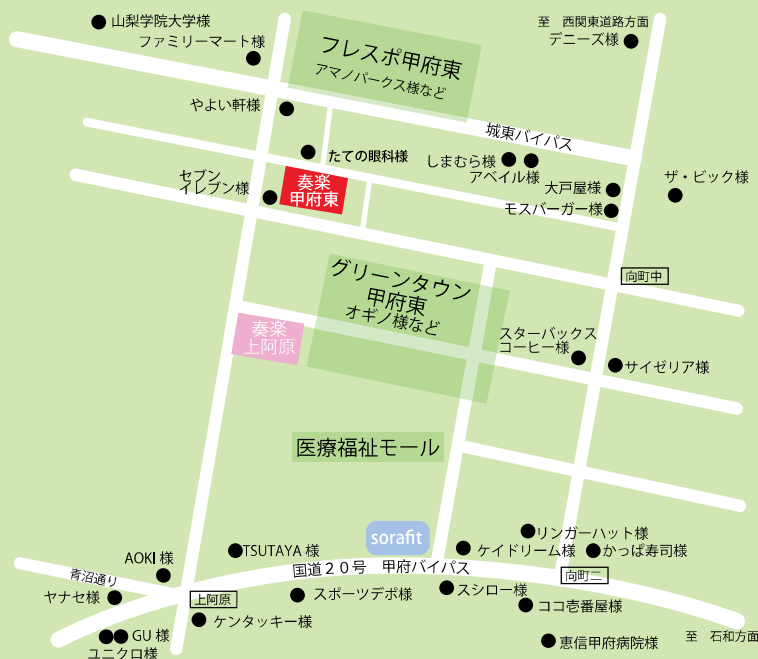 山梨学院大学様
ファミリーマート様
フレスポ甲府東
アマノパークス様など
至　西関東道路方面
デニーズ様
やよい軒様
城東バイパス
たての眼科様
しまむら様
アベイル様
セブン
イレブン様
奏楽
甲府東
大戸屋様
モスバーガー様
ザ・ビック様
向町中
グリーンタウン
甲府東
オギノ様など
奏楽
上阿原
スターバックス
コーヒー様
サイゼリア様
医療福祉モール
sorafit
リンガーハット様
TSUTAYA 様
ケイドリーム様
かっぱ寿司様
AOKI 様
青沼通り
国道２０号　甲府バイパス
向町二
ヤナセ様
上阿原
スポーツデポ様
スシロー様
ココ壱番屋様
ケンタッキー様
GU 様
ユニクロ様
恵信甲府病院様
至　石和方面